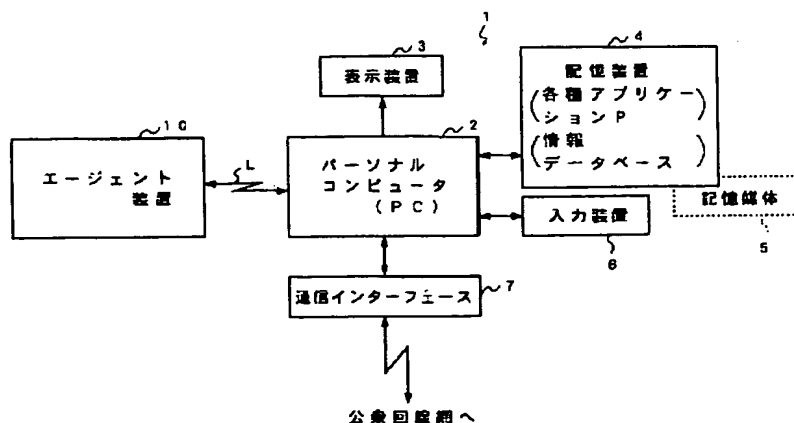 1
3
表示装置
4
記憶装置
各種アプリケー
ションP
情報
データベース
10
エージェント
装置
L
2
パーソナル
コンピュータ
(PC)
入力装置
6
記憶媒体
5
通信インターフェース
7
公衆回線網へ